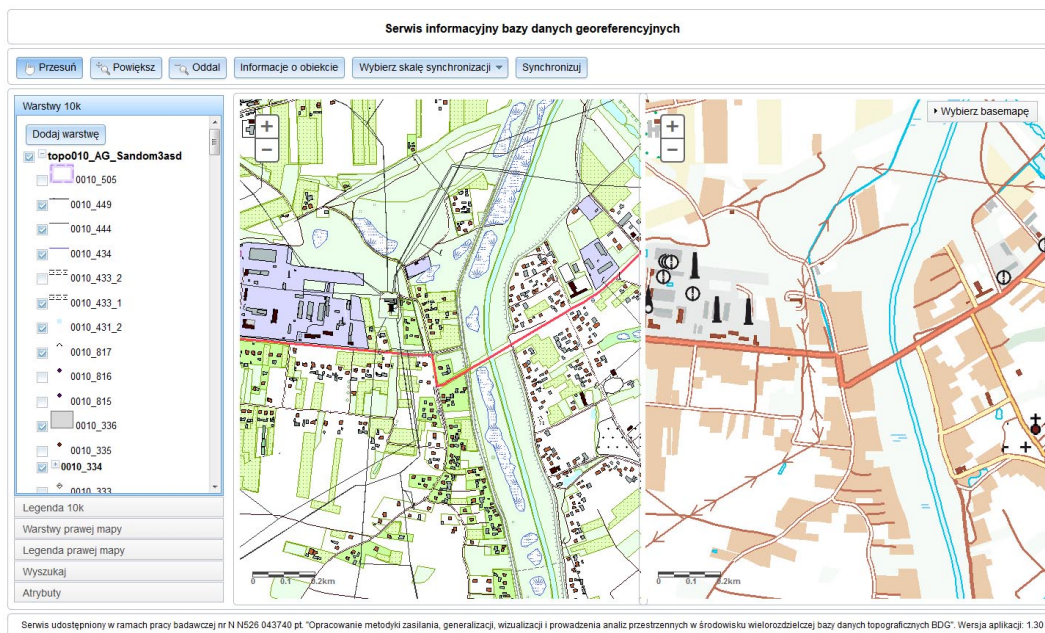 Serwis informacyjny bazy danych georeferencyjnych
Przesuń Powiększ Oddal Informacje o obiekcie Wybierz skalę synchronizacji Synchronizuj
Warstwy 10k
Dodaj warstwę
topo010_AG_Sandom3asd
0010_505
0010_449
0010_444
0010_434
0010_433_2
0010_433_1
0010_431_2
0010_817
0010_816
0010_815
0010_336
0010_335
0010_334
0010_333
Legenda 10k
Warstwy prawej mapy
Legenda prawej mapy
Wyszukaj
Atrybuty
+
−
0 0.1 0.2km
+
−
Wybierz basemapę
0 0.1 0.2km
Serwis udostępniony w ramach pracy badawczej nr N N526 043740 pt. "Opracowanie metodyki zasilania, generalizacji, wizualizacji i prowadzenia analiz przestrzennych w środowisku wielorozdzielczej bazy danych topograficznych BDG". Wersja aplikacji: 1.30